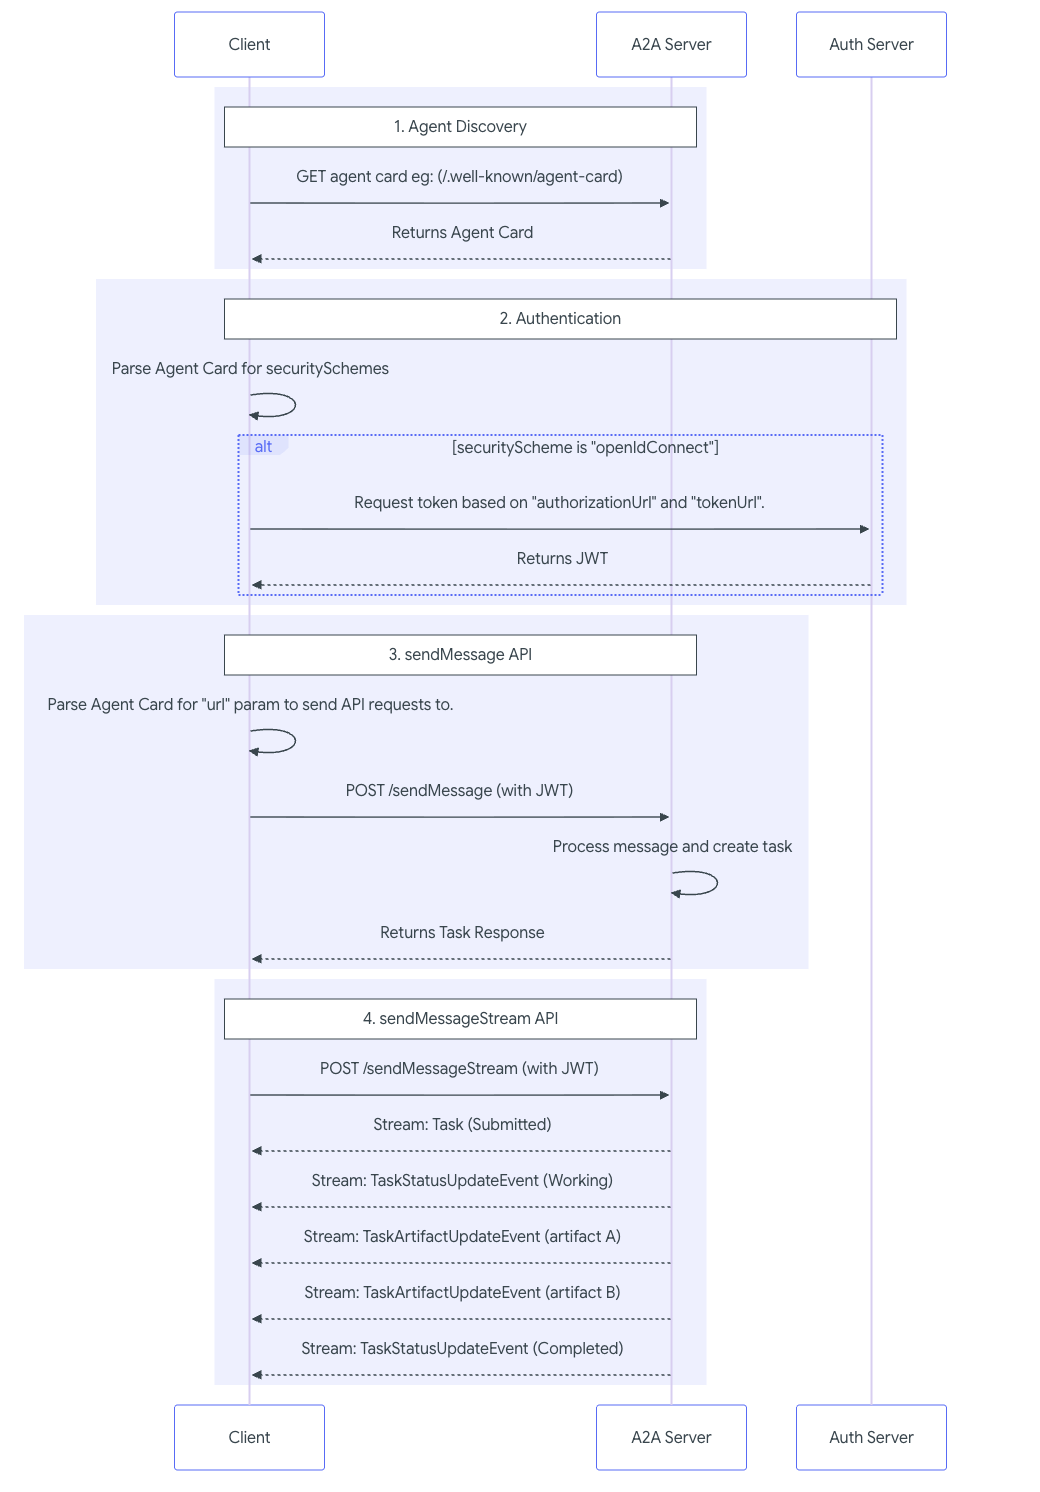 Client
A2A Server
Auth Server
1. Agent Discovery
GET agent card eg: (/.well-known/agent-card)
Returns Agent Card
2. Authentication
Parse Agent Card for securitySchemes
alt
[securityScheme is "openIdConnect"]
Request token based on "authorizationUrl" and "tokenUrl".
Returns JWT
3. sendMessage API
Parse Agent Card for "url" param to send API requests to.
POST /sendMessage (with JWT)
Process message and create task
Returns Task Response
4. sendMessageStream API
POST /sendMessageStream (with JWT)
Stream: Task (Submitted)
Stream: TaskStatusUpdateEvent (Working)
Stream: TaskArtifactUpdateEvent (artifact A)
Stream: TaskArtifactUpdateEvent (artifact B)
Stream: TaskStatusUpdateEvent (Completed)
Client
A2A Server
Auth Server